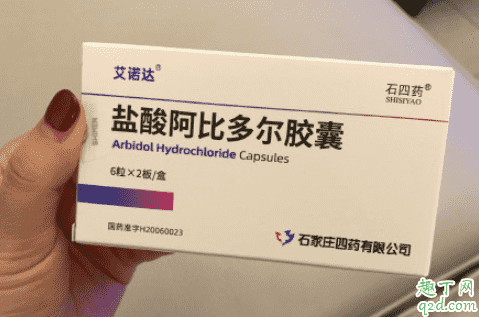 艾诺达®
石四药®
SHISIYAO
盐酸阿比多尔胶囊
Arbidol Hydrochloride Capsules
6粒×2板/盒
国药准字H20060023
石家庄四药有限公司
趣丁网
q2d.com